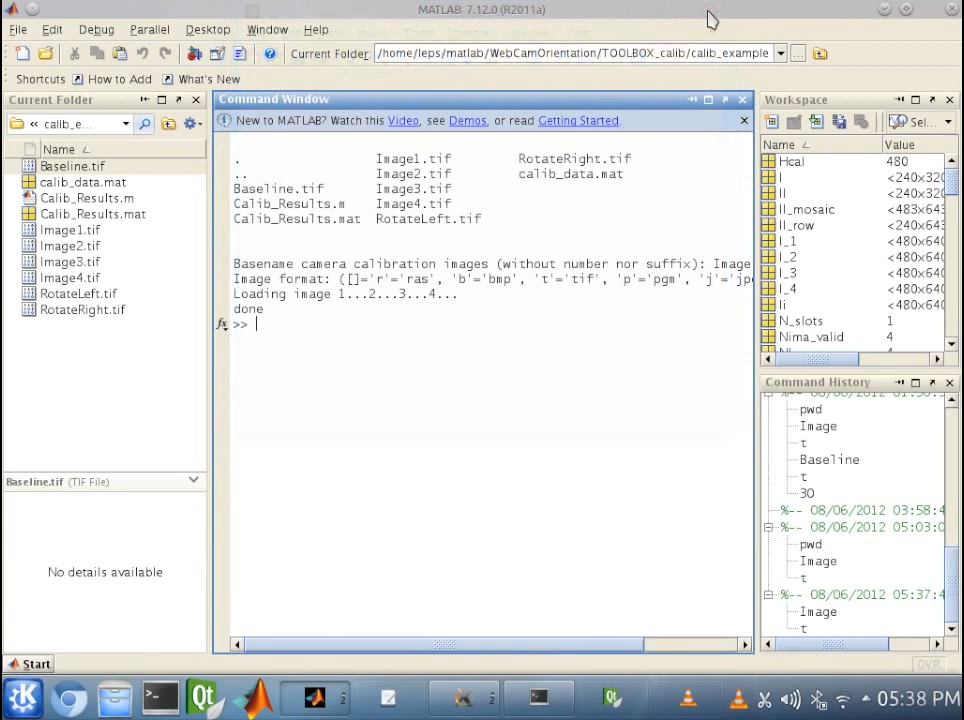 MATLAB 7.12.0 (R2011a)
File Edit Debug Parallel Desktop Window Help
Current Folder: /home/leps/matlab/WebCamOrientation/TOOLBOX_calib/calib_example
Shortcuts How to Add What's New
Current Folder
« calib_e...
Name
Baseline.tif
calib_data.mat
Calib_Results.m
Calib_Results.mat
Image1.tif
Image2.tif
Image3.tif
Image4.tif
RotateLeft.tif
RotateRight.tif
Baseline.tif (TIF File)
No details available
Command Window
New to MATLAB? Watch this Video, see Demos, or read Getting Started.
. Image1.tif RotateRight.tif
.. Image2.tif calib_data.mat
Baseline.tif Image3.tif
Calib_Results.m Image4.tif
Calib_Results.mat RotateLeft.tif
Basename camera calibration images (without number nor suffix): Image
Image format: ([]='r'='ras', 'b'='bmp', 't'='tif', 'p'='pgm', 'j'='jp
Loading image 1...2...3...4...
done
fx >>
Workspace
Sel...
Name Value
Hcal 480
I <240x320
II <240x320
II_mosaic <483x643
II_row <240x643
I_1 <480x640
I_2 <480x640
I_3 <480x640
I_4 <480x640
Ii <480x640
N_slots 1
Nima_valid 4
Command History
pwd
Image
t
Baseline
t
30
%-- 08/06/2012 03:58:4
%-- 08/06/2012 05:03:0
pwd
Image
t
%-- 08/06/2012 05:37:4
Image
t
Start
OVR
Qt
2
2
05:38 PM